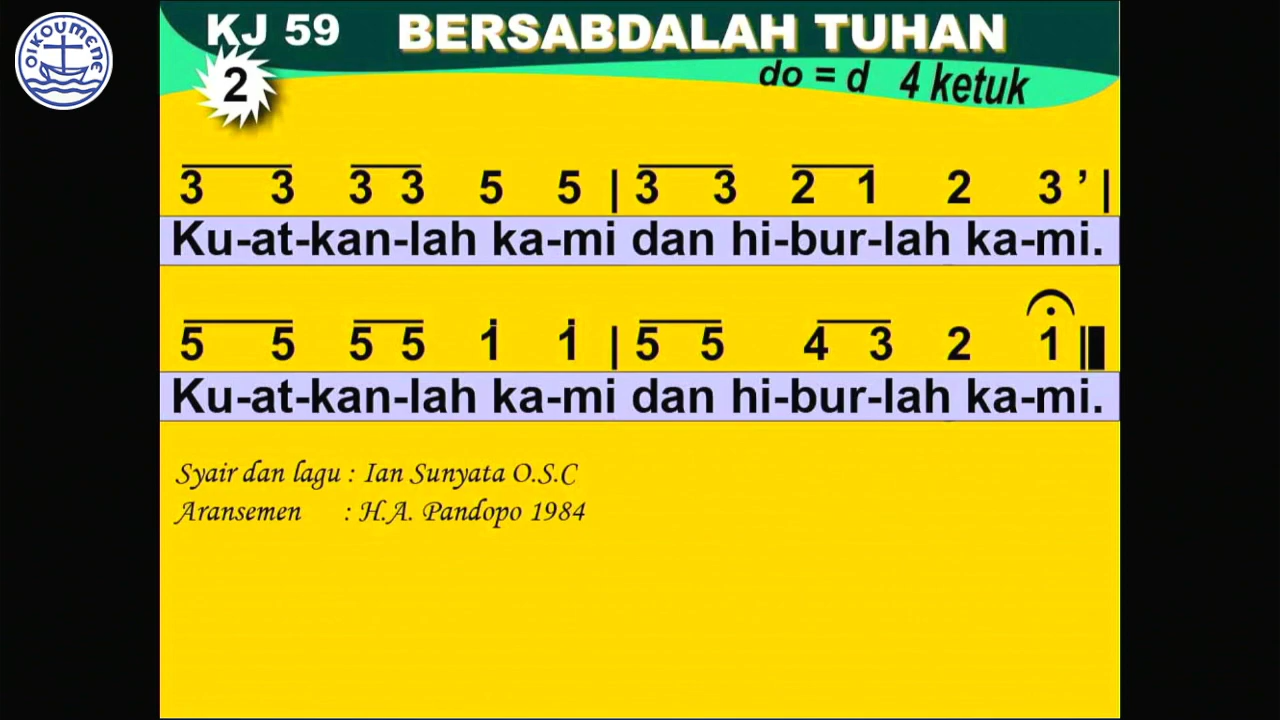 OIKOUMENE
KJ 59 BERSABDALAH TUHAN
2 do = d 4 ketuk
3 3 3 3 5 5 | 3 3 2 1 2 3 ’ |
Ku-at-kan-lah ka-mi dan hi-bur-lah ka-mi.
5 5 5 5 1̇ 1̇ | 5 5 4 3 2 1 ||
Ku-at-kan-lah ka-mi dan hi-bur-lah ka-mi.
Syair dan lagu : Ian Sunyata O.S.C
Aransemen : H.A. Pandopo 1984